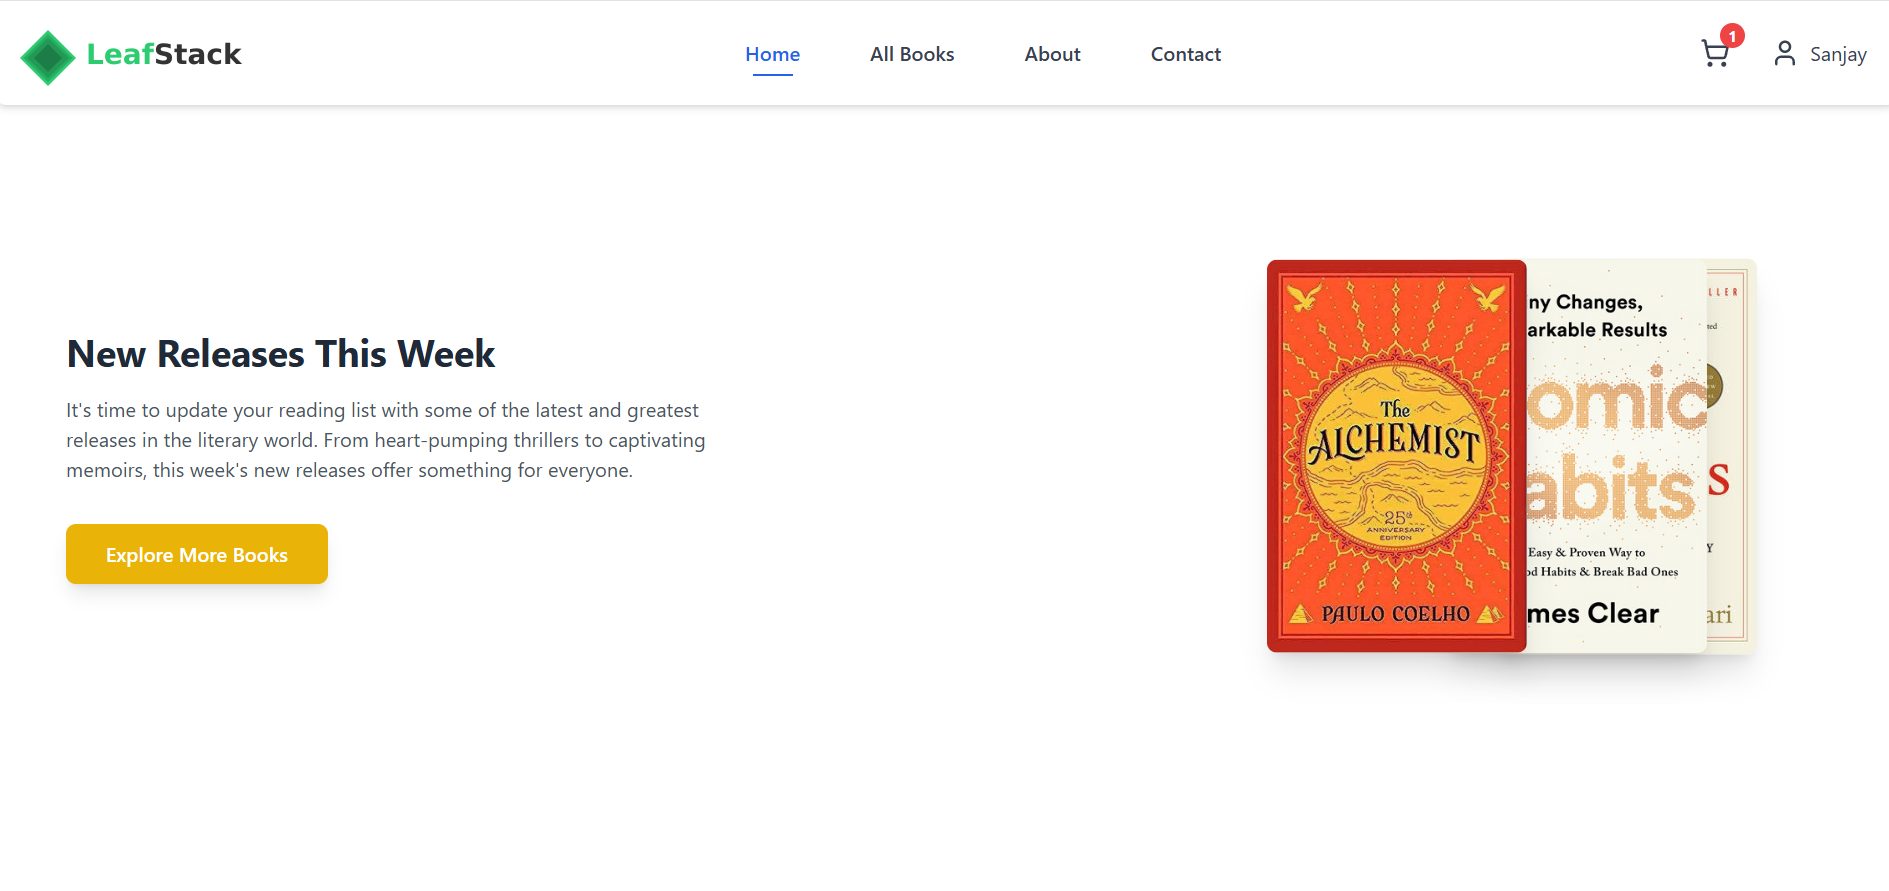 LeafStack
Home
All Books
About
Contact
1
Sanjay
New Releases This Week
It's time to update your reading list with some of the latest and greatest
releases in the literary world. From heart-pumping thrillers to captivating
memoirs, this week's new releases offer something for everyone.
Explore More Books
The
ALCHEMIST
25th
ANNIVERSARY
EDITION
PAULO COELHO
ny Changes,
arkable Results
omic
abits
Easy & Proven Way to
od Habits & Break Bad Ones
mes Clear
LLER
ted
S
Y
ari